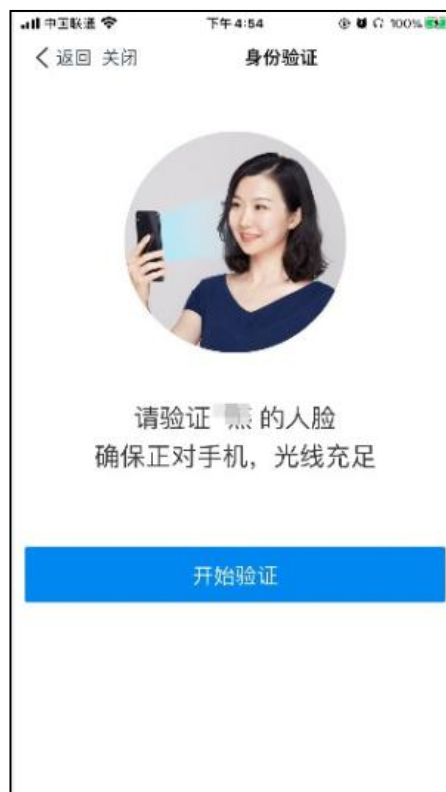 中国联通 下午4:54 100%
返回 关闭 身份验证
请验证 的人脸
确保正对手机，光线充足
开始验证